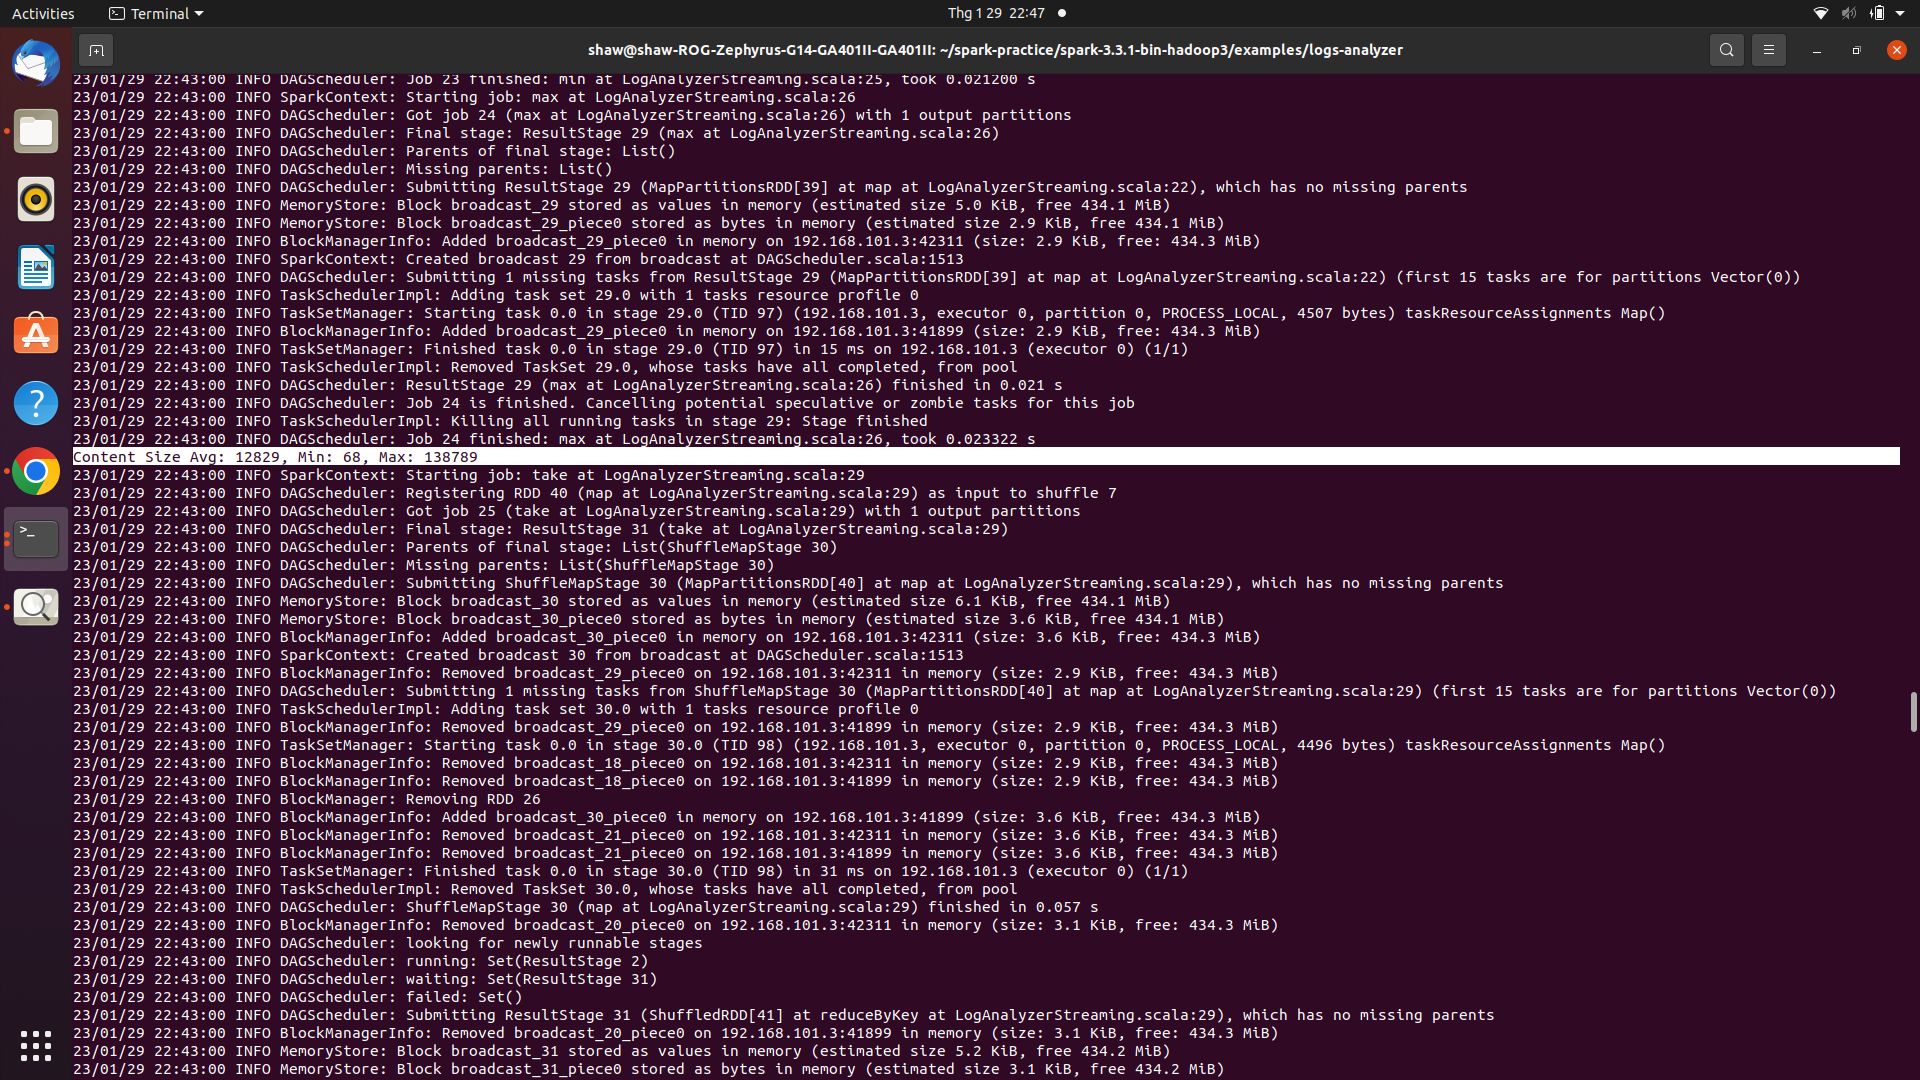 Activities
Terminal
Thg 1 29 22:47
shaw@shaw-ROG-Zephyrus-G14-GA401II-GA401II: ~/spark-practice/spark-3.3.1-bin-hadoop3/examples/logs-analyzer
23/01/29 22:43:00 INFO DAGScheduler: Job 23 finished: min at LogAnalyzerStreaming.scala:25, took 0.021200 s
23/01/29 22:43:00 INFO SparkContext: Starting job: max at LogAnalyzerStreaming.scala:26
23/01/29 22:43:00 INFO DAGScheduler: Got job 24 (max at LogAnalyzerStreaming.scala:26) with 1 output partitions
23/01/29 22:43:00 INFO DAGScheduler: Final stage: ResultStage 29 (max at LogAnalyzerStreaming.scala:26)
23/01/29 22:43:00 INFO DAGScheduler: Parents of final stage: List()
23/01/29 22:43:00 INFO DAGScheduler: Missing parents: List()
23/01/29 22:43:00 INFO DAGScheduler: Submitting ResultStage 29 (MapPartitionsRDD[39] at map at LogAnalyzerStreaming.scala:22), which has no missing parents
23/01/29 22:43:00 INFO MemoryStore: Block broadcast_29 stored as values in memory (estimated size 5.0 KiB, free 434.1 MiB)
23/01/29 22:43:00 INFO MemoryStore: Block broadcast_29_piece0 stored as bytes in memory (estimated size 2.9 KiB, free 434.1 MiB)
23/01/29 22:43:00 INFO BlockManagerInfo: Added broadcast_29_piece0 in memory on 192.168.101.3:42311 (size: 2.9 KiB, free: 434.3 MiB)
23/01/29 22:43:00 INFO SparkContext: Created broadcast 29 from broadcast at DAGScheduler.scala:1513
23/01/29 22:43:00 INFO DAGScheduler: Submitting 1 missing tasks from ResultStage 29 (MapPartitionsRDD[39] at map at LogAnalyzerStreaming.scala:22) (first 15 tasks are for partitions Vector(0))
23/01/29 22:43:00 INFO TaskSchedulerImpl: Adding task set 29.0 with 1 tasks resource profile 0
23/01/29 22:43:00 INFO TaskSetManager: Starting task 0.0 in stage 29.0 (TID 97) (192.168.101.3, executor 0, partition 0, PROCESS_LOCAL, 4507 bytes) taskResourceAssignments Map()
23/01/29 22:43:00 INFO BlockManagerInfo: Added broadcast_29_piece0 in memory on 192.168.101.3:41899 (size: 2.9 KiB, free: 434.3 MiB)
23/01/29 22:43:00 INFO TaskSetManager: Finished task 0.0 in stage 29.0 (TID 97) in 15 ms on 192.168.101.3 (executor 0) (1/1)
23/01/29 22:43:00 INFO TaskSchedulerImpl: Removed TaskSet 29.0, whose tasks have all completed, from pool
23/01/29 22:43:00 INFO DAGScheduler: ResultStage 29 (max at LogAnalyzerStreaming.scala:26) finished in 0.021 s
23/01/29 22:43:00 INFO DAGScheduler: Job 24 is finished. Cancelling potential speculative or zombie tasks for this job
23/01/29 22:43:00 INFO TaskSchedulerImpl: Killing all running tasks in stage 29: Stage finished
23/01/29 22:43:00 INFO DAGScheduler: Job 24 finished: max at LogAnalyzerStreaming.scala:26, took 0.023322 s
Content Size Avg: 12829, Min: 68, Max: 138789
23/01/29 22:43:00 INFO SparkContext: Starting job: take at LogAnalyzerStreaming.scala:29
23/01/29 22:43:00 INFO DAGScheduler: Registering RDD 40 (map at LogAnalyzerStreaming.scala:29) as input to shuffle 7
23/01/29 22:43:00 INFO DAGScheduler: Got job 25 (take at LogAnalyzerStreaming.scala:29) with 1 output partitions
23/01/29 22:43:00 INFO DAGScheduler: Final stage: ResultStage 31 (take at LogAnalyzerStreaming.scala:29)
23/01/29 22:43:00 INFO DAGScheduler: Parents of final stage: List(ShuffleMapStage 30)
23/01/29 22:43:00 INFO DAGScheduler: Missing parents: List(ShuffleMapStage 30)
23/01/29 22:43:00 INFO DAGScheduler: Submitting ShuffleMapStage 30 (MapPartitionsRDD[40] at map at LogAnalyzerStreaming.scala:29), which has no missing parents
23/01/29 22:43:00 INFO MemoryStore: Block broadcast_30 stored as values in memory (estimated size 6.1 KiB, free 434.1 MiB)
23/01/29 22:43:00 INFO MemoryStore: Block broadcast_30_piece0 stored as bytes in memory (estimated size 3.6 KiB, free 434.1 MiB)
23/01/29 22:43:00 INFO BlockManagerInfo: Added broadcast_30_piece0 in memory on 192.168.101.3:42311 (size: 3.6 KiB, free: 434.3 MiB)
23/01/29 22:43:00 INFO SparkContext: Created broadcast 30 from broadcast at DAGScheduler.scala:1513
23/01/29 22:43:00 INFO BlockManagerInfo: Removed broadcast_29_piece0 on 192.168.101.3:42311 in memory (size: 2.9 KiB, free: 434.3 MiB)
23/01/29 22:43:00 INFO DAGScheduler: Submitting 1 missing tasks from ShuffleMapStage 30 (MapPartitionsRDD[40] at map at LogAnalyzerStreaming.scala:29) (first 15 tasks are for partitions Vector(0))
23/01/29 22:43:00 INFO TaskSchedulerImpl: Adding task set 30.0 with 1 tasks resource profile 0
23/01/29 22:43:00 INFO BlockManagerInfo: Removed broadcast_29_piece0 on 192.168.101.3:41899 in memory (size: 2.9 KiB, free: 434.3 MiB)
23/01/29 22:43:00 INFO TaskSetManager: Starting task 0.0 in stage 30.0 (TID 98) (192.168.101.3, executor 0, partition 0, PROCESS_LOCAL, 4496 bytes) taskResourceAssignments Map()
23/01/29 22:43:00 INFO BlockManagerInfo: Removed broadcast_18_piece0 on 192.168.101.3:42311 in memory (size: 2.9 KiB, free: 434.3 MiB)
23/01/29 22:43:00 INFO BlockManagerInfo: Removed broadcast_18_piece0 on 192.168.101.3:41899 in memory (size: 2.9 KiB, free: 434.3 MiB)
23/01/29 22:43:00 INFO BlockManager: Removing RDD 26
23/01/29 22:43:00 INFO BlockManagerInfo: Added broadcast_30_piece0 in memory on 192.168.101.3:41899 (size: 3.6 KiB, free: 434.3 MiB)
23/01/29 22:43:00 INFO BlockManagerInfo: Removed broadcast_21_piece0 on 192.168.101.3:42311 in memory (size: 3.6 KiB, free: 434.3 MiB)
23/01/29 22:43:00 INFO BlockManagerInfo: Removed broadcast_21_piece0 on 192.168.101.3:41899 in memory (size: 3.6 KiB, free: 434.3 MiB)
23/01/29 22:43:00 INFO TaskSetManager: Finished task 0.0 in stage 30.0 (TID 98) in 31 ms on 192.168.101.3 (executor 0) (1/1)
23/01/29 22:43:00 INFO TaskSchedulerImpl: Removed TaskSet 30.0, whose tasks have all completed, from pool
23/01/29 22:43:00 INFO DAGScheduler: ShuffleMapStage 30 (map at LogAnalyzerStreaming.scala:29) finished in 0.057 s
23/01/29 22:43:00 INFO BlockManagerInfo: Removed broadcast_20_piece0 on 192.168.101.3:42311 in memory (size: 3.1 KiB, free: 434.3 MiB)
23/01/29 22:43:00 INFO DAGScheduler: looking for newly runnable stages
23/01/29 22:43:00 INFO DAGScheduler: running: Set(ResultStage 2)
23/01/29 22:43:00 INFO DAGScheduler: waiting: Set(ResultStage 31)
23/01/29 22:43:00 INFO DAGScheduler: failed: Set()
23/01/29 22:43:00 INFO DAGScheduler: Submitting ResultStage 31 (ShuffledRDD[41] at reduceByKey at LogAnalyzerStreaming.scala:29), which has no missing parents
23/01/29 22:43:00 INFO BlockManagerInfo: Removed broadcast_20_piece0 on 192.168.101.3:41899 in memory (size: 3.1 KiB, free: 434.3 MiB)
23/01/29 22:43:00 INFO MemoryStore: Block broadcast_31 stored as values in memory (estimated size 5.2 KiB, free 434.2 MiB)
23/01/29 22:43:00 INFO MemoryStore: Block broadcast_31_piece0 stored as bytes in memory (estimated size 3.1 KiB, free 434.2 MiB)